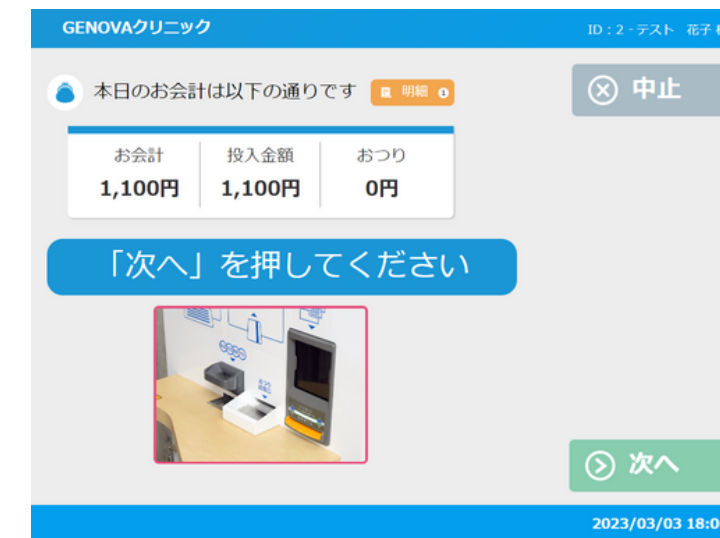 GENOVAクリニック
ID：2 - テスト 花子
本日のお会計は以下の通りです
明細 1
中止
お会計 投入金額 おつり
1,100円 1,100円 0円
「次へ」を押してください
次へ
2023/03/03 18:0